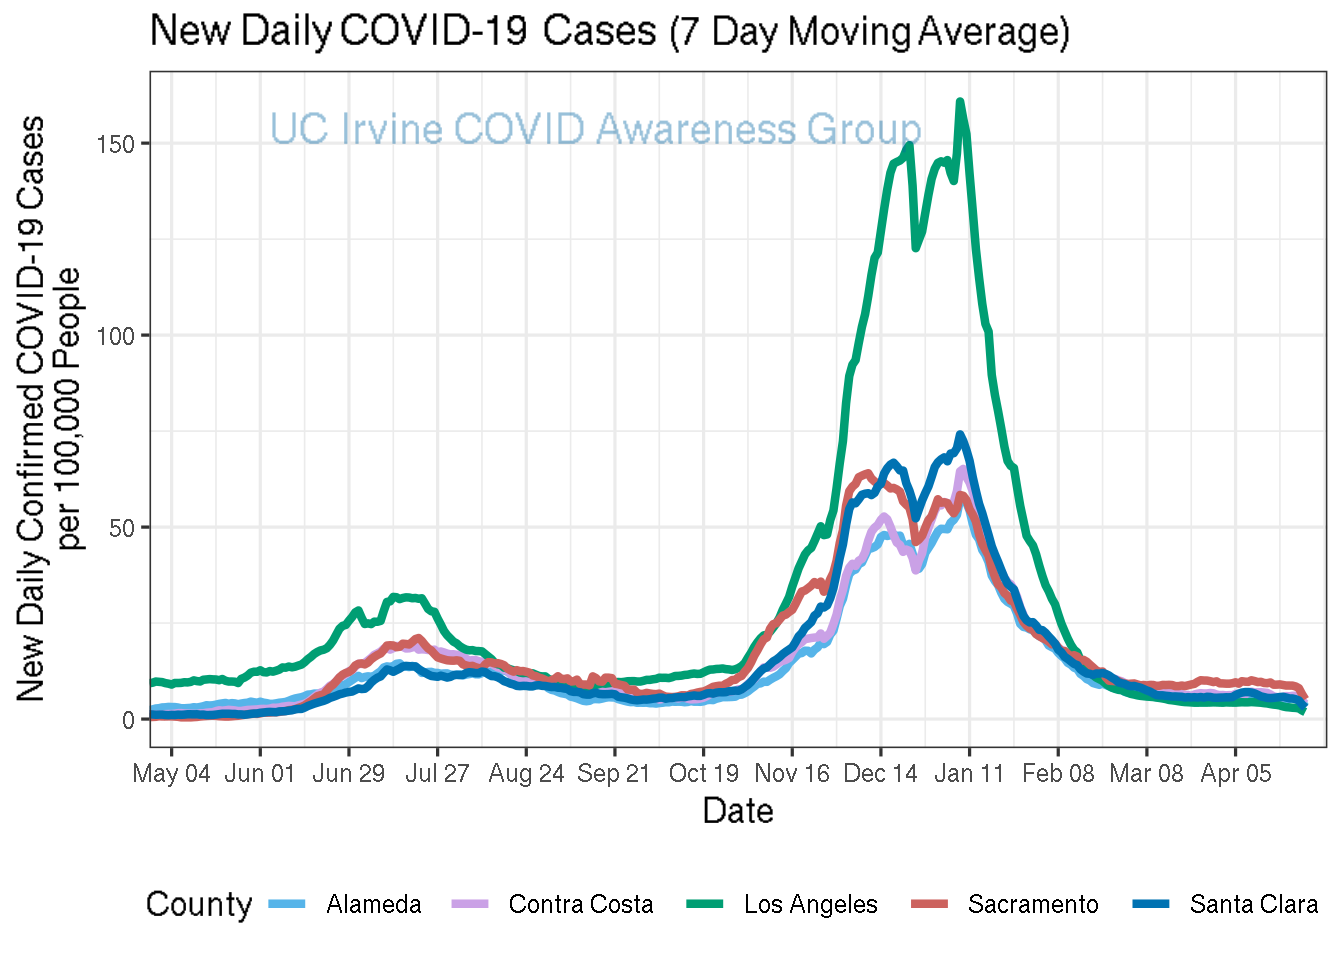 New Daily COVID-19 Cases (7 Day Moving Average)
UC Irvine COVID Awareness Group
New Daily Confirmed COVID-19 Cases
per 100,000 People
150
100
50
0
May 04 Jun 01 Jun 29 Jul 27 Aug 24 Sep 21 Oct 19 Nov 16 Dec 14 Jan 11 Feb 08 Mar 08 Apr 05
Date
County Alameda Contra Costa Los Angeles Sacramento Santa Clara